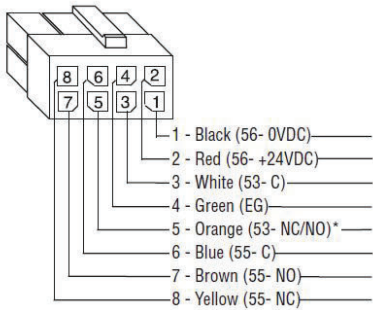 8 6 4 2
7 5 3 1
1 - Black (56- 0VDC)
2 - Red (56- +24VDC)
3 - White (53- C)
4 - Green (EG)
5 - Orange (53- NC/NO)*
6 - Blue (55- C)
7 - Brown (55- NO)
8 - Yellow (55- NC)